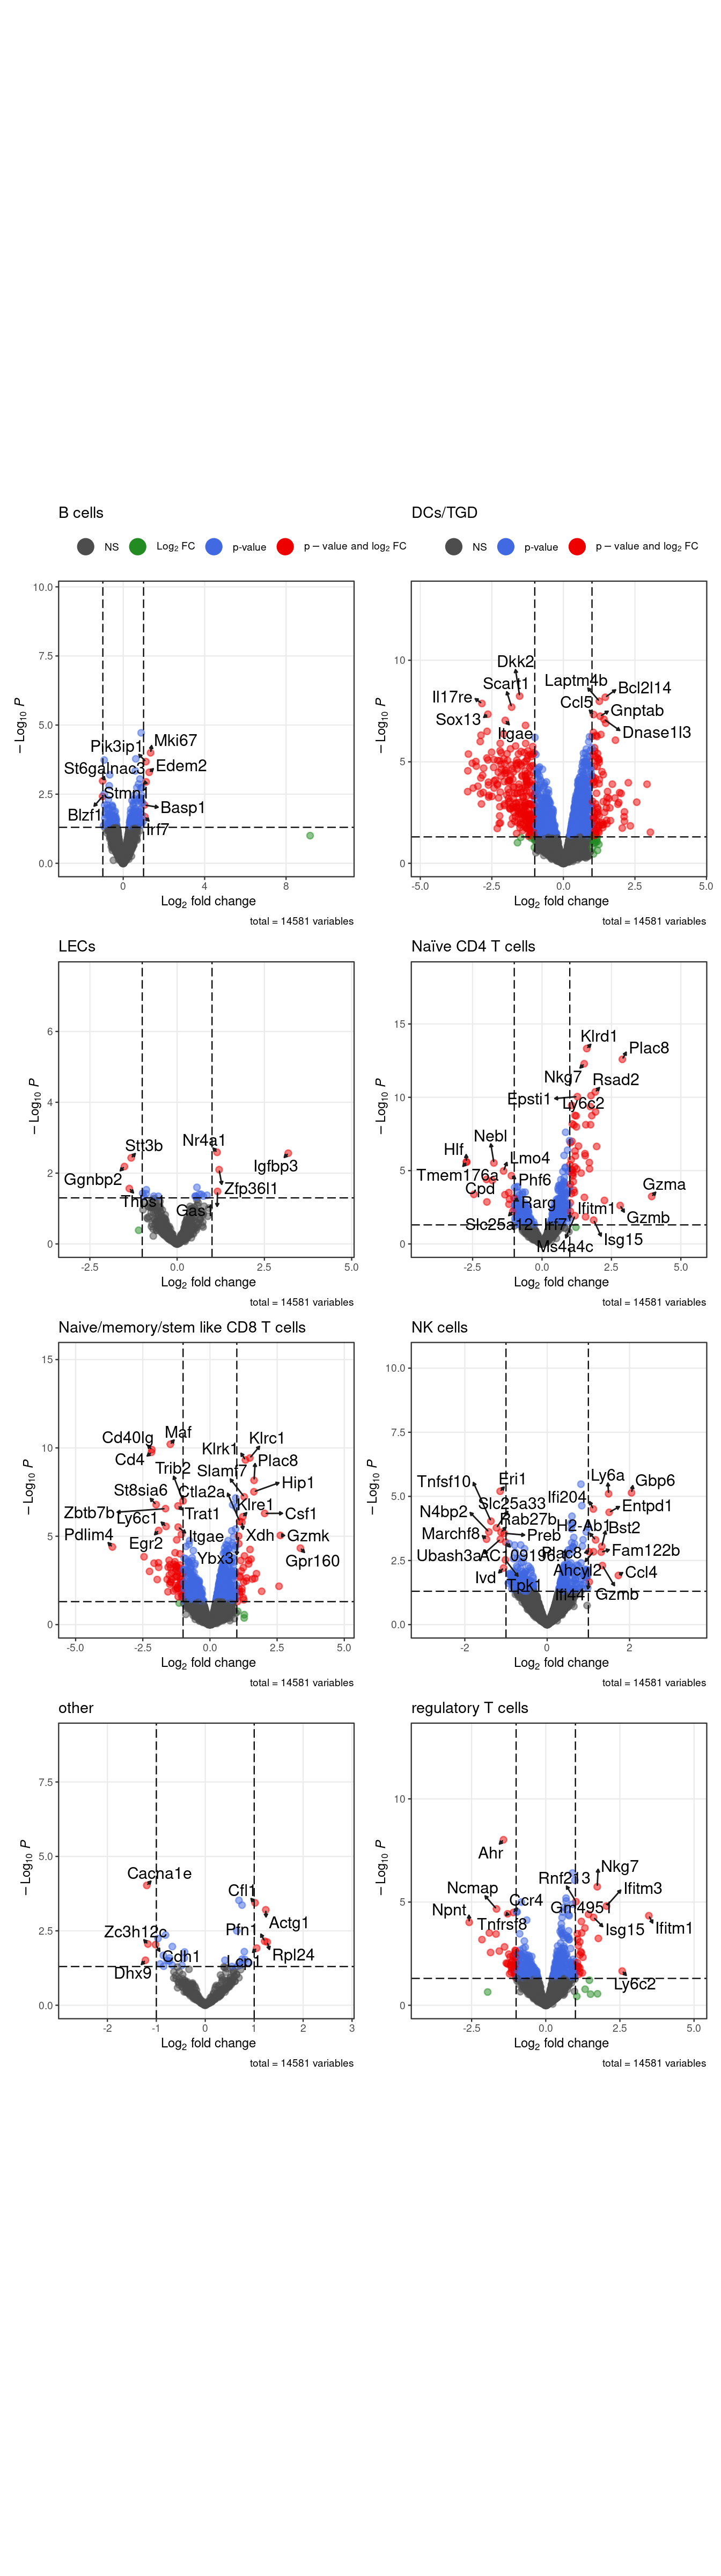 B cells
DCs/TGD
NS
Log2 FC
p-value
p − value and log2 FC
NS
p-value
p − value and log2 FC
10.0
7.5
5.0
2.5
0.0
− Log10 P
Pik3ip1
Mki67
St6galnac3
Edem2
Stmn1
Blzf1
Basp1
Irf7
0
4
8
Log2 fold change
total = 14581 variables
10
5
0
− Log10 P
Dkk2
Scart1
Laptm4b
Bcl2l14
Il17re
Ccl5
Gnptab
Sox13
Itgae
Dnase1l3
-5.0
-2.5
0.0
2.5
5.0
Log2 fold change
total = 14581 variables
LECs
6
4
2
0
− Log10 P
Stt3b
Nr4a1
Igfbp3
Ggnbp2
Zfp36l1
Thbs1
Gas1
-2.5
0.0
2.5
5.0
Log2 fold change
total = 14581 variables
Naïve CD4 T cells
15
10
5
0
− Log10 P
Klrd1
Plac8
Nkg7
Rsad2
Epsti1
Ly6c2
Nebl
Hlf
Lmo4
Tmem176a
Phf6
Gzma
Cpd
Rarg
Ifitm1
Gzmb
Slc25a12
Irf7
Isg15
Ms4a4c
-2.5
0.0
2.5
5.0
Log2 fold change
total = 14581 variables
Naive/memory/stem like CD8 T cells
15
10
5
0
− Log10 P
Cd40lg
Maf
Klrc1
Klrk1
Cd4
Plac8
Trib2
Slamf7
Hip1
St8sia6
Ctla2a
Zbtb7b
Klre1
Ly6c1
Trat1
Csf1
Pdlim4
Itgae
Xdh
Gzmk
Egr2
Ybx3
Gpr160
-5.0
-2.5
0.0
2.5
5.0
Log2 fold change
total = 14581 variables
NK cells
10.0
7.5
5.0
2.5
0.0
− Log10 P
Tnfsf10
Eri1
Ly6a
Gbp6
Slc25a33
Ifi204
Entpd1
N4bp2
Rab27b
H2-Ab1
Bst2
Marchf8
Preb
Ubash3a
Plac8
Fam122b
Ahcyl2
Ccl4
Ivd
Tpk1
Ifi44
Gzmb
-2
0
2
Log2 fold change
total = 14581 variables
other
7.5
5.0
2.5
0.0
− Log10 P
Cacna1e
Cfl1
Actg1
Zc3h12c
Pfn1
Cdh1
Lcp1
Rpl24
Dhx9
-2
-1
0
1
2
3
Log2 fold change
total = 14581 variables
regulatory T cells
10
5
0
− Log10 P
Ahr
Nkg7
Rnf213
Ncmap
Ifitm3
Ccr4
Npnt
Tnfrsf8
Isg15
Ifitm1
Ly6c2
-2.5
0.0
2.5
5.0
Log2 fold change
total = 14581 variables